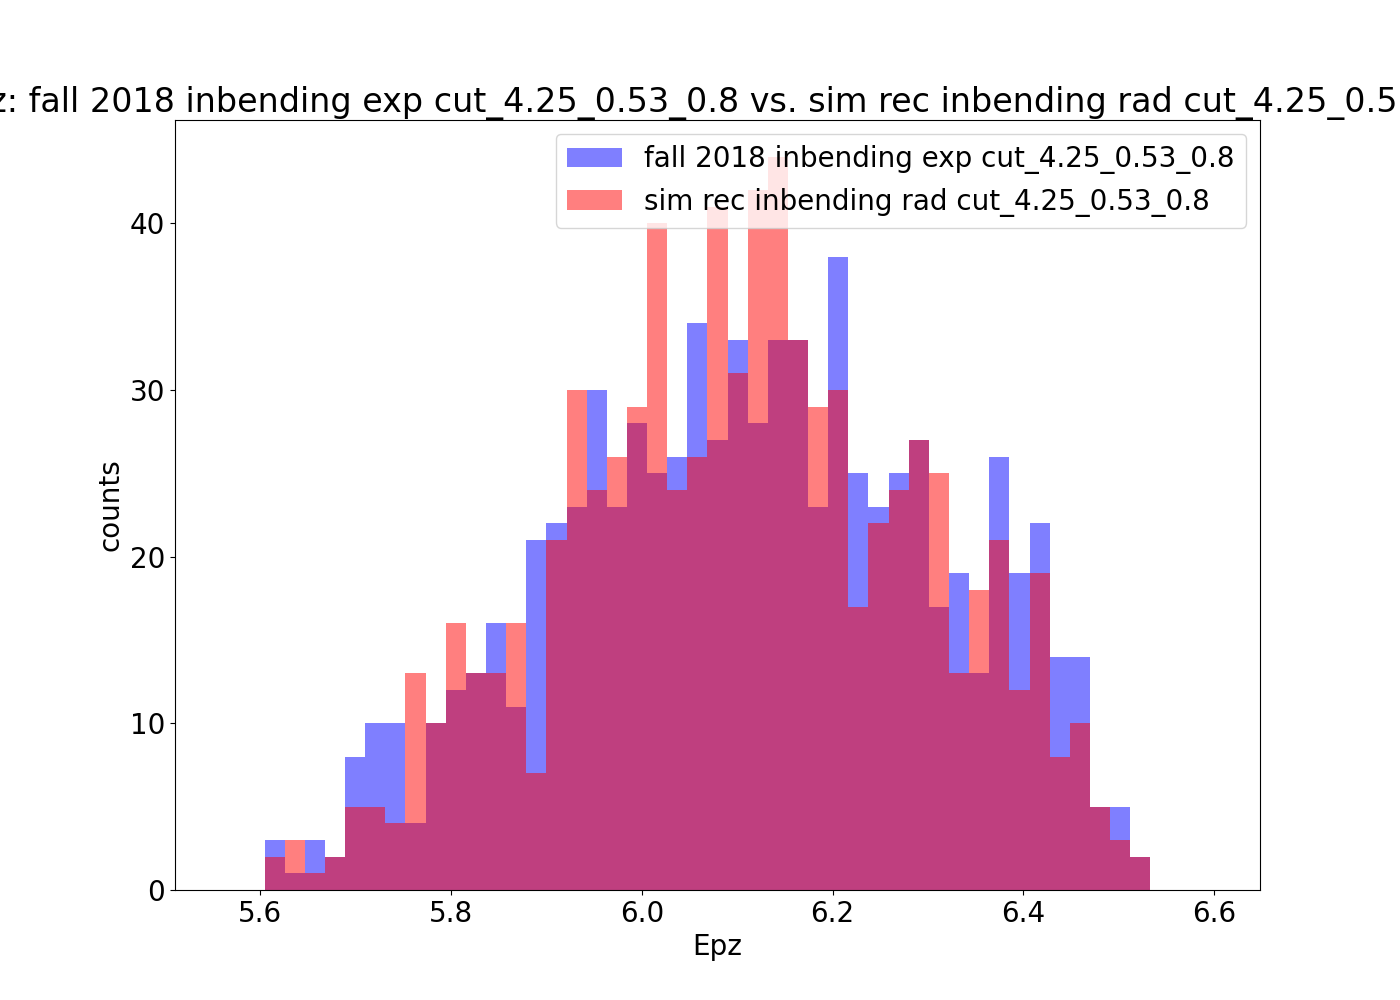 z: fall 2018 inbending exp cut_4.25_0.53_0.8 vs. sim rec inbending rad cut_4.25_0.5
fall 2018 inbending exp cut_4.25_0.53_0.8
sim rec inbending rad cut_4.25_0.53_0.8
40
30
20
10
0
counts
5.6 5.8 6.0 6.2 6.4 6.6
Epz